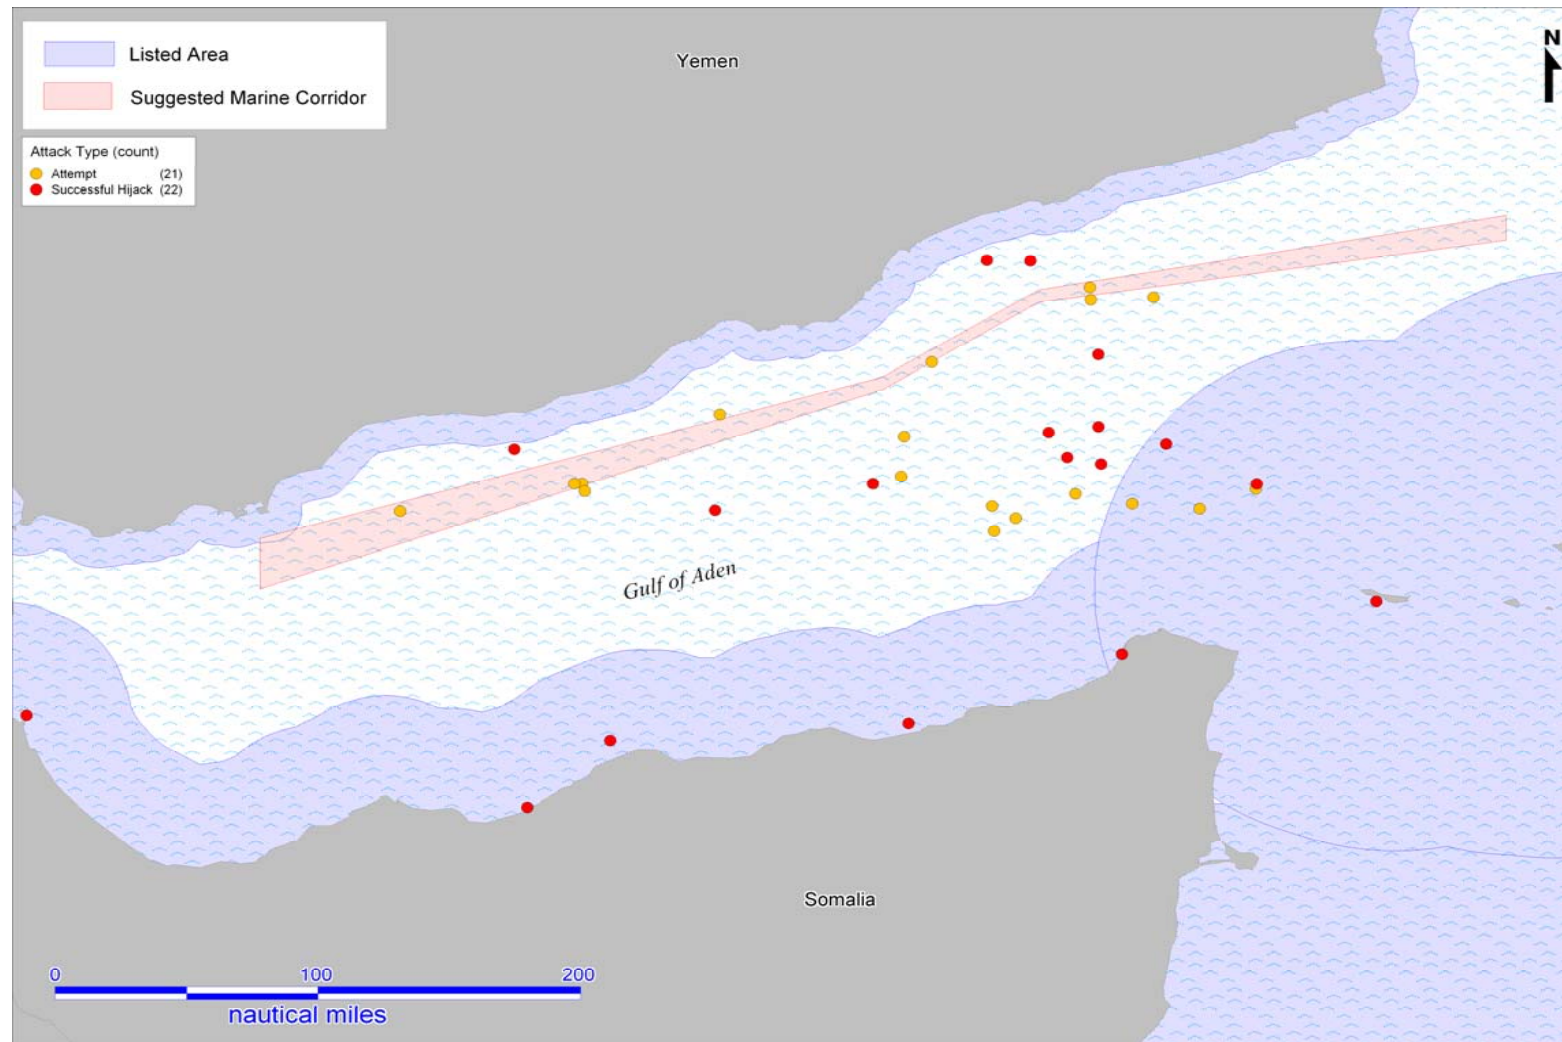 Listed Area
Suggested Marine Corridor
Attack Type (count)
Attempt (21)
Successful Hijack (22)
Yemen
N
Gulf of Aden
Somalia
0 100 200
nautical miles